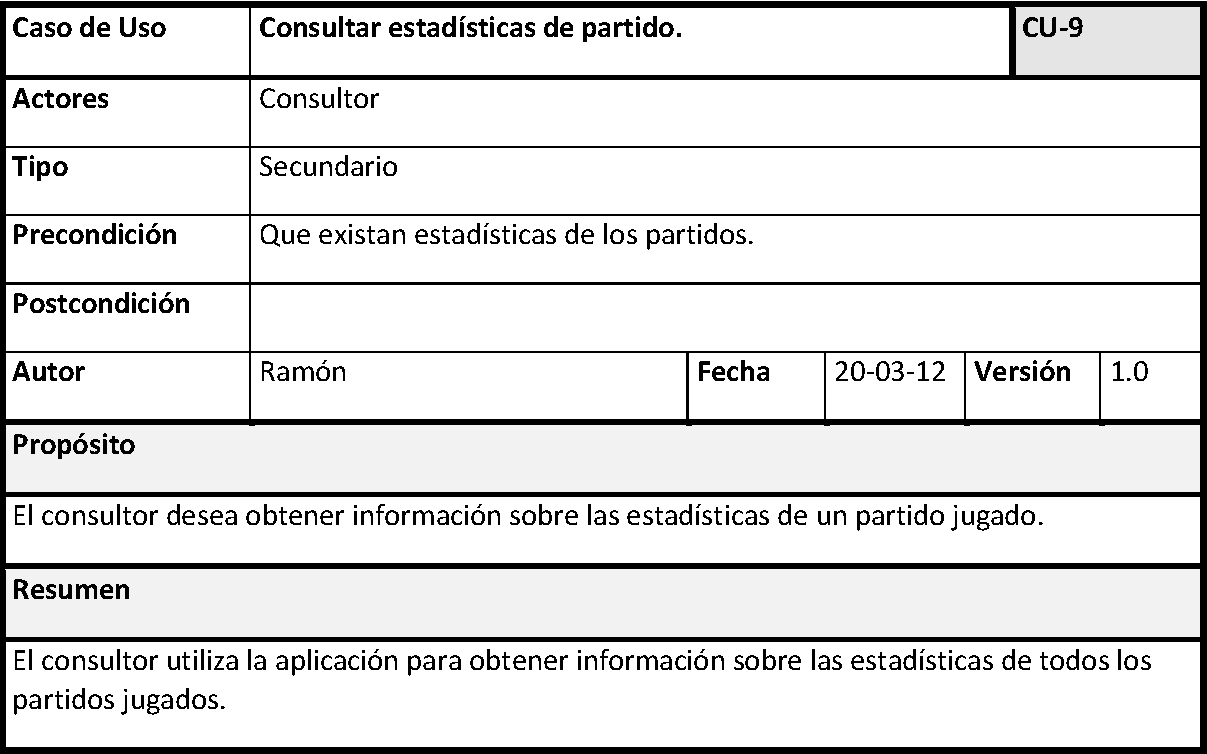 Caso de Uso Consultar estadísticas de partido. CU-9
Actores Consultor
Tipo Secundario
Precondición Que existan estadísticas de los partidos.
Postcondición
Autor Ramón Fecha 20-03-12 Versión 1.0
Propósito
El consultor desea obtener información sobre las estadísticas de un partido jugado.
Resumen
El consultor utiliza la aplicación para obtener información sobre las estadísticas de todos los
partidos jugados.